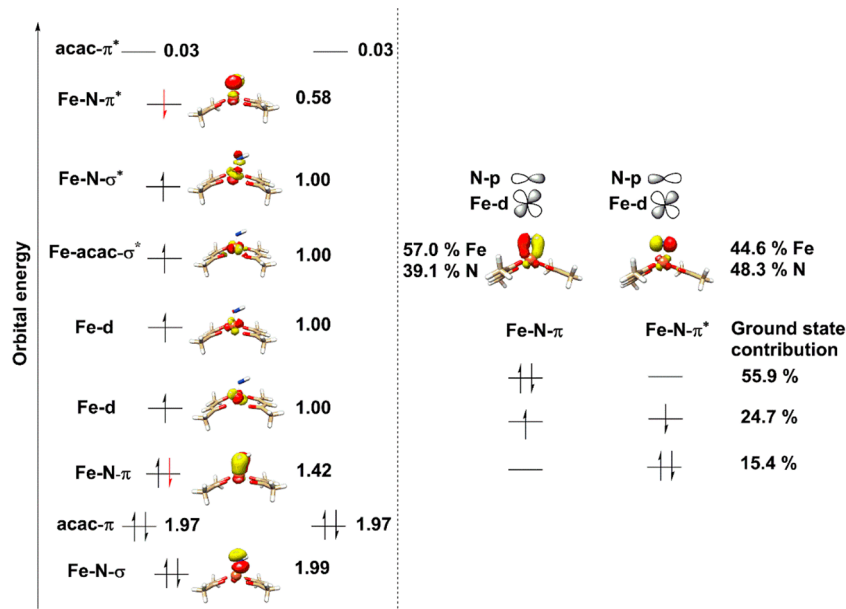 acac-π* 0.03 0.03
Fe-N-π* 0.58
Fe-N-σ* 1.00
Fe-acac-σ* 1.00
Fe-d 1.00
Fe-d 1.00
Fe-N-π 1.42
acac-π 1.97 1.97
Fe-N-σ 1.99
Orbital energy
N-p N-p
Fe-d Fe-d
57.0 % Fe 44.6 % Fe
39.1 % N 48.3 % N
Fe-N-π Fe-N-π* Ground state
contribution
55.9 %
24.7 %
15.4 %